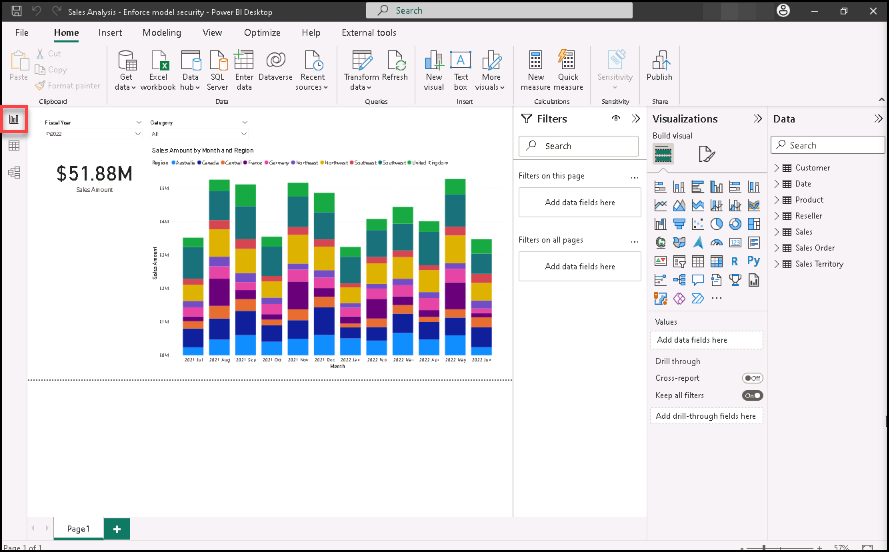 Sales Analysis - Enforce model security - Power BI Desktop
Search
File Home Insert Modeling View Optimize Help External tools
Paste
Cut
Copy
Format painter
Get data
Excel workbook
Data hub
SQL Server
Enter data
Dataverse
Recent sources
Transform data
Refresh
New visual
Text box
More visuals
New measure
Quick measure
Sensitivity
Publish
Clipboard Data Queries Insert Calculations Sensitivity Share
Fiscal Year
FY2022
Category
All
$51.88M
Sales Amount
Sales Amount by Month and Region
Region Australia Canada Central France Germany Northeast Northwest Southeast Southwest United Kingdom
Sales Amount
$5M
$4M
$3M
$2M
$1M
$0M
2021 Jul 2021 Aug 2021 Sep 2021 Oct 2021 Nov 2021 Dec 2022 Jan 2022 Feb 2022 Mar 2022 Apr 2022 May 2022 Jun
Month
Filters
Search
Filters on this page
Add data fields here
Filters on all pages
Add data fields here
Visualizations
Build visual
123
R Py
Values
Add data fields here
Drill through
Cross-report Off
Keep all filters On
Add drill-through fields here
Data
Search
Customer
Date
Product
Reseller
Sales
Sales Order
Sales Territory
Page 1
Page 1 of 1
57%